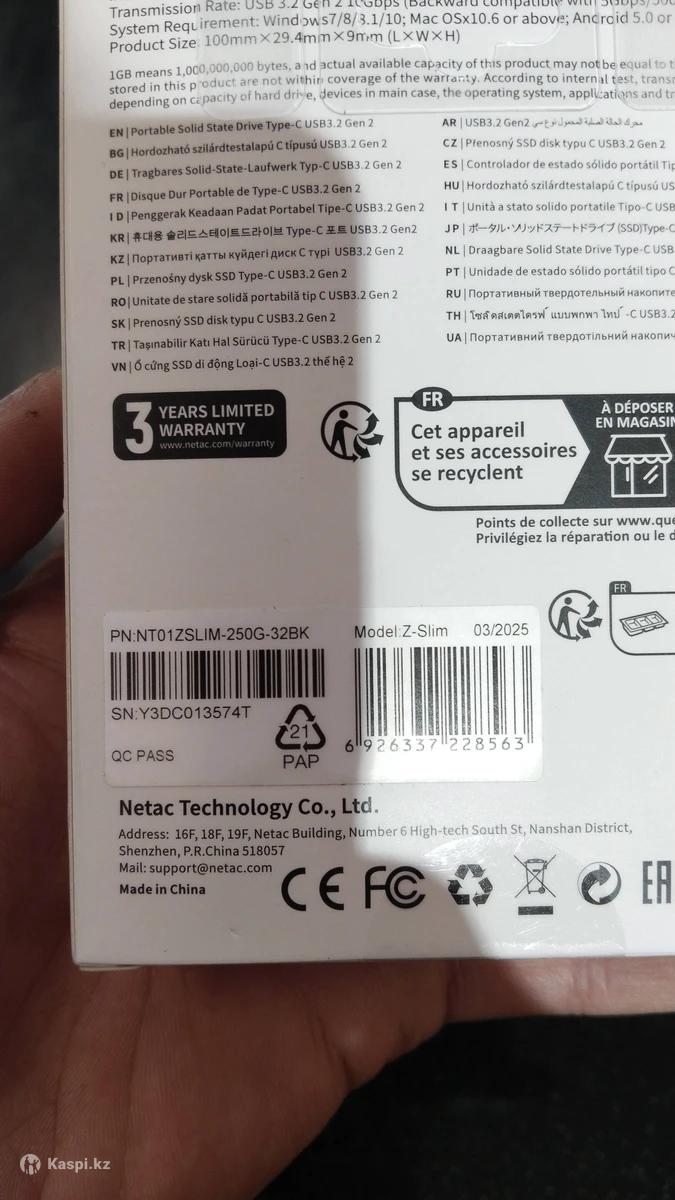 Transmission Rate: USB 3.2 Gen 2 10Gbps (Backward compatible with 5Gbps/500
System Requirement: Windows7/8/8.1/10; Mac OSx10.6 or above; Android 5.0 or
Product Size: 100mm×29.4mm×9mm (L×W×H)
1GB means 1,000,000,000 bytes, and actual available capacity of this product may not be equal to t
stored in this product are not within coverage of the warranty. According to internal test, trans
depending on capacity of hard drive, devices in main case, the operating system, applications and tr
EN | Portable Solid State Drive Type-C USB3.2 Gen 2
BG | Hordozható szilárdtestalapú C típusú USB3.2 Gen 2
DE | Tragbares Solid-State-Laufwerk Typ-C USB3.2 Gen 2
FR | Disque Dur Portable de Type-C USB3.2 Gen 2
ID | Penggerak Keadaan Padat Portabel Tipe-C USB3.2 Gen 2
KR | 휴대용 솔리드스테이트드라이브 Type-C 포트 USB3.2 Gen 2
KZ | Портативті қатты күйдегі диск C түрі USB3.2 Gen 2
PL | Przenośny dysk SSD Type-C USB3.2 Gen 2
RO | Unitate de stare solidă portabilă tip C USB3.2 Gen 2
SK | Prenosný SSD disk typu C USB3.2 Gen 2
TR | Taşınabilir Katı Hal Sürücü Type-C USB3.2 Gen 2
VN | Ổ cứng SSD di động Loại-C USB3.2 thế hệ 2
AR | USB3.2 Gen2 محرك الحالة الصلبة المحمول نوع سي
CZ | Přenosný SSD disk typu C USB3.2 Gen 2
ES | Controlador de estado sólido portátil Tip
HU | Hordozható szilárdtestalapú C típusú US
IT | Unità a stato solido portatile Tipo-C USB
JP | ポータル・ソリッドステートドライブ (SSD)Type-C
NL | Draagbare Solid State Drive Type-C USB
PT | Unidade de estado sólido portátil tipo C
RU | Портативный твердотельный накопите
TH | โซลิดสเตตไดรฟ์ แบบพกพา ไทป์ -C USB3.2
UA | Портативний твердотільний накопич
3 YEARS LIMITED
WARRANTY
www.netac.com/warranty
FR
Cet appareil
et ses accessoires
se recyclent
À DÉPOSER
EN MAGASIN
Points de collecte sur www.que
Privilégiez la réparation ou le d
FR
PN:NT01ZSLIM-250G-32BK
Model:Z-Slim 03/2025
SN:Y3DC013574T
QC PASS
21
PAP
6 926337 228563
Netac Technology Co., Ltd.
Address: 16F, 18F, 19F, Netac Building, Number 6 High-tech South St, Nanshan District,
Shenzhen, P.R.China 518057
Mail: support@netac.com
Made in China
CE FC EAC
Kaspi.kz